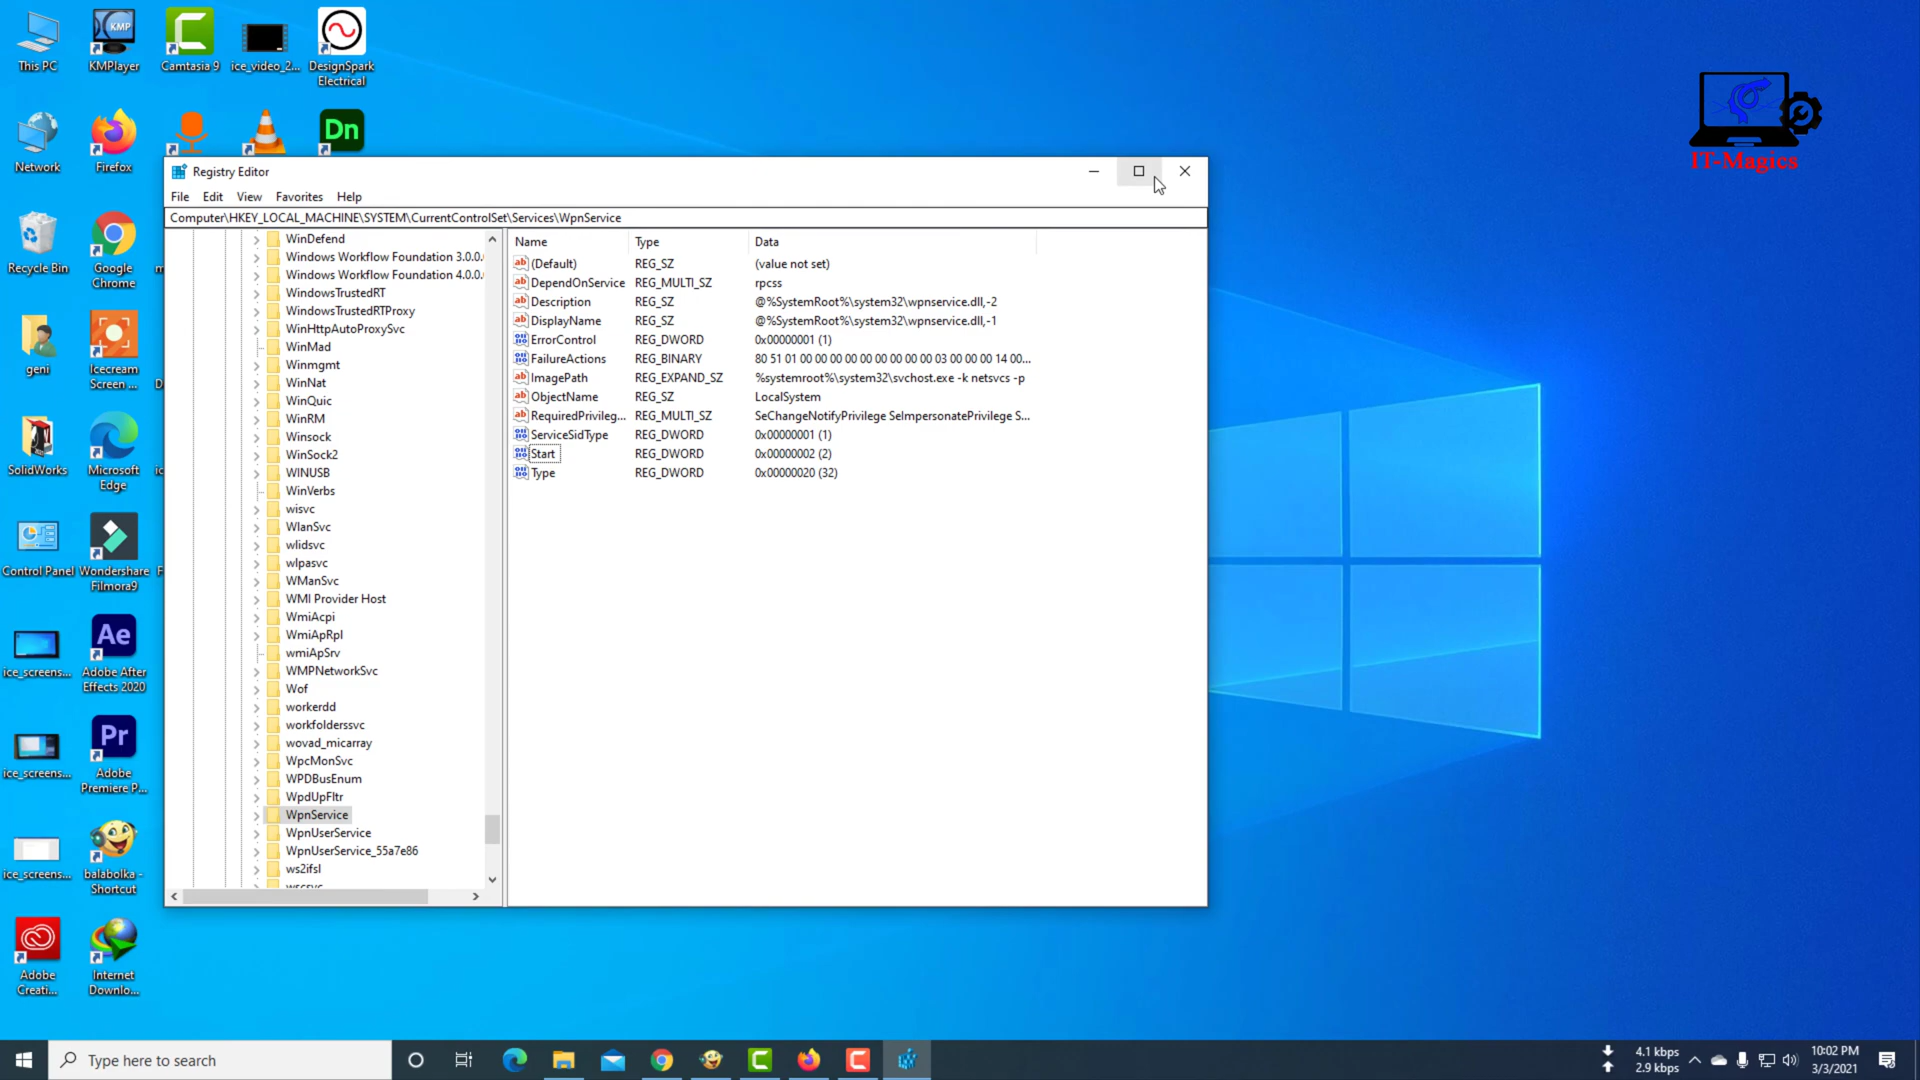 This PC
KMPlayer
Camtasia 9
ice_video_2...
DesignSpark
Electrical
Network
Firefox
Dn
IT-Magics
Registry Editor
File Edit View Favorites Help
Computer\HKEY_LOCAL_MACHINE\SYSTEM\CurrentControlSet\Services\WpnService
WinDefend
Windows Workflow Foundation 3.0.0.
Windows Workflow Foundation 4.0.0.
WindowsTrustedRT
WindowsTrustedRTProxy
WinHttpAutoProxySvc
WinMad
Winmgmt
WinNat
WinQuic
WinRM
Winsock
WinSock2
WINUSB
WinVerbs
wisvc
WlanSvc
wlidsvc
wlpasvc
WManSvc
WMI Provider Host
WmiAcpi
WmiApRpl
wmiApSrv
WMPNetworkSvc
Wof
workerdd
workfolderssvc
wovad_micarray
WpcMonSvc
WPDBusEnum
WpdUpFltr
WpnService
WpnUserService
WpnUserService_55a7e86
ws2ifsl
Name Type Data
(Default) REG_SZ (value not set)
DependOnService REG_MULTI_SZ rpcss
Description REG_SZ @%SystemRoot%\system32\wpnservice.dll,-2
DisplayName REG_SZ @%SystemRoot%\system32\wpnservice.dll,-1
ErrorControl REG_DWORD 0x00000001 (1)
FailureActions REG_BINARY 80 51 01 00 00 00 00 00 00 00 00 00 03 00 00 00 14 00...
ImagePath REG_EXPAND_SZ %systemroot%\system32\svchost.exe -k netsvcs -p
ObjectName REG_SZ LocalSystem
RequiredPrivileg... REG_MULTI_SZ SeChangeNotifyPrivilege SeImpersonatePrivilege S...
ServiceSidType REG_DWORD 0x00000001 (1)
Start REG_DWORD 0x00000002 (2)
Type REG_DWORD 0x00000020 (32)
Recycle Bin
Google
Chrome
geni
Icecream
Screen ...
SolidWorks
Microsoft
Edge
Control Panel
Wondershare
Filmora9
ice_screens...
Ae
Adobe After
Effects 2020
ice_screens...
Pr
Adobe
Premiere P...
ice_screens...
balabolka -
Shortcut
Adobe
Creati...
Internet
Downlo...
Type here to search
4.1 kbps
2.9 kbps
10:02 PM
3/3/2021